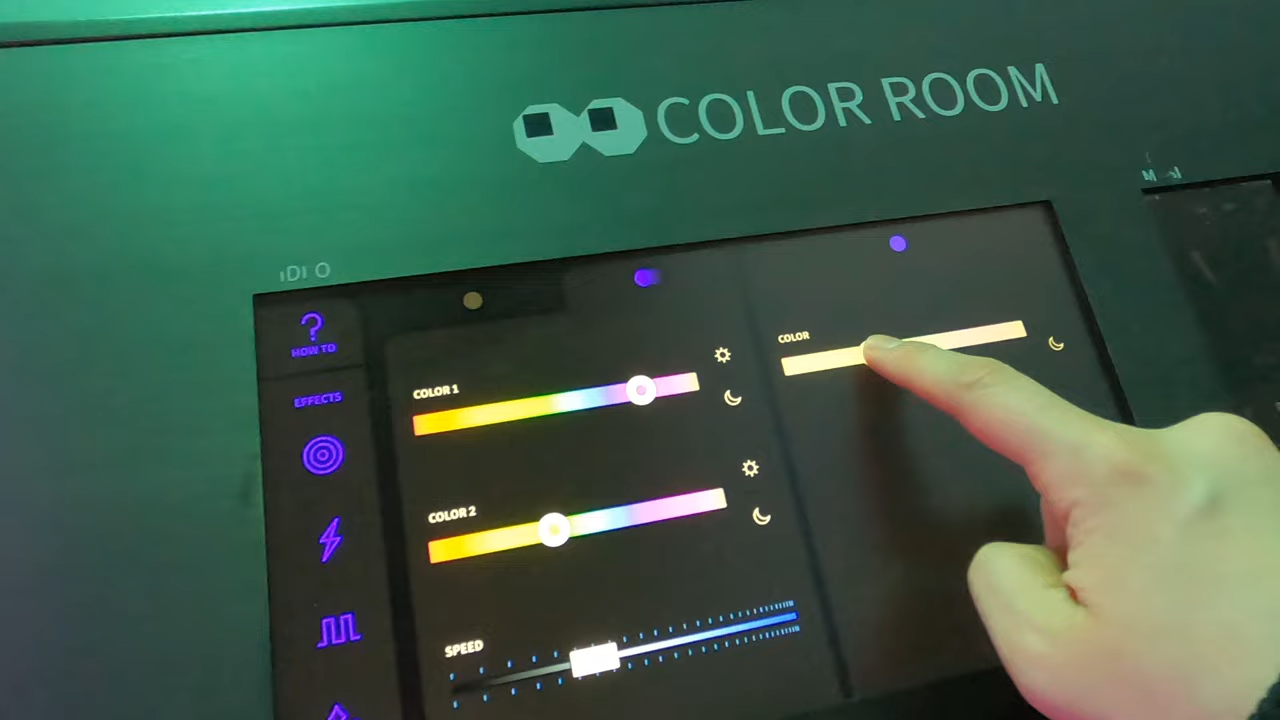 COLOR ROOM
HOW TO
EFFECTS
COLOR 1
COLOR 2
SPEED
COLOR